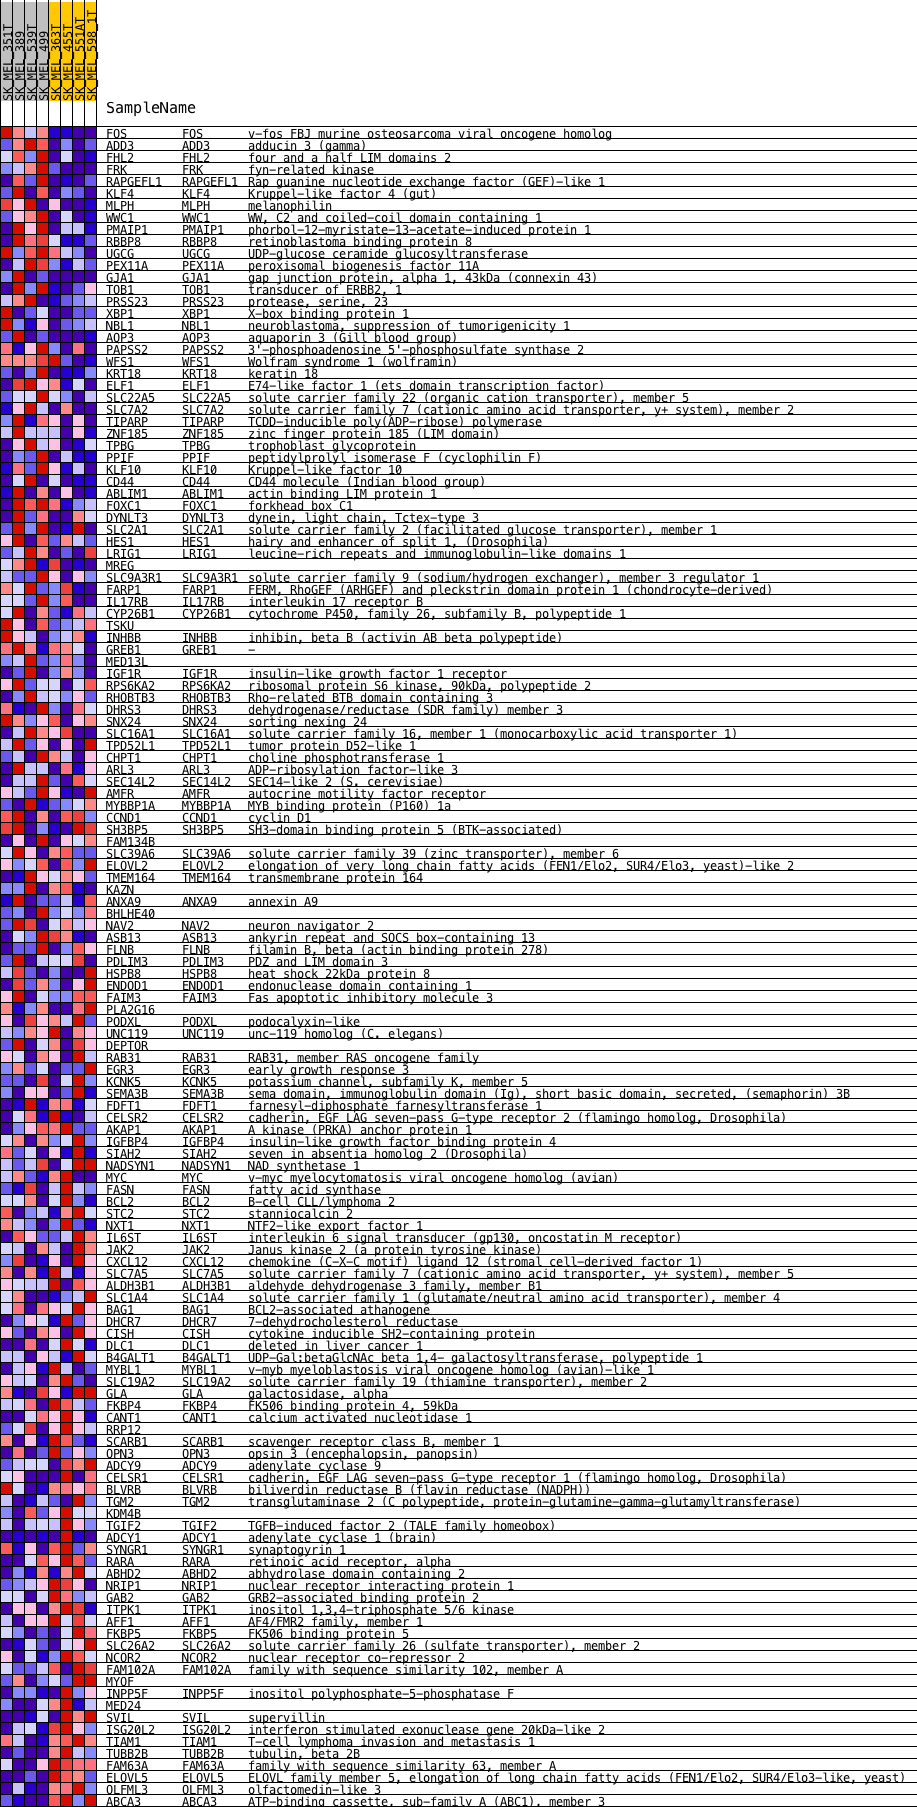 SK_MEL_351T
SK_MEL_389
SK_MEL_539T
SK_MEL_499
SK_MEL_363T
SK_MEL_455T
SK_MEL_551AT
SK_MEL_598_1T
SampleName
FOS FOS v-fos FBJ murine osteosarcoma viral oncogene homolog
ADD3 ADD3 adducin 3 (gamma)
FHL2 FHL2 four and a half LIM domains 2
FRK FRK fyn-related kinase
RAPGEFL1 RAPGEFL1 Rap guanine nucleotide exchange factor (GEF)-like 1
KLF4 KLF4 Kruppel-like factor 4 (gut)
MLPH MLPH melanophilin
WWC1 WWC1 WW, C2 and coiled-coil domain containing 1
PMAIP1 PMAIP1 phorbol-12-myristate-13-acetate-induced protein 1
RBBP8 RBBP8 retinoblastoma binding protein 8
UGCG UGCG UDP-glucose ceramide glucosyltransferase
PEX11A PEX11A peroxisomal biogenesis factor 11A
GJA1 GJA1 gap junction protein, alpha 1, 43kDa (connexin 43)
TOB1 TOB1 transducer of ERBB2, 1
PRSS23 PRSS23 protease, serine, 23
XBP1 XBP1 X-box binding protein 1
NBL1 NBL1 neuroblastoma, suppression of tumorigenicity 1
AQP3 AQP3 aquaporin 3 (Gill blood group)
PAPSS2 PAPSS2 3'-phosphoadenosine 5'-phosphosulfate synthase 2
WFS1 WFS1 Wolfram syndrome 1 (wolframin)
KRT18 KRT18 keratin 18
ELF1 ELF1 E74-like factor 1 (ets domain transcription factor)
SLC22A5 SLC22A5 solute carrier family 22 (organic cation transporter), member 5
SLC7A2 SLC7A2 solute carrier family 7 (cationic amino acid transporter, y+ system), member 2
TIPARP TIPARP TCDD-inducible poly(ADP-ribose) polymerase
ZNF185 ZNF185 zinc finger protein 185 (LIM domain)
TPBG TPBG trophoblast glycoprotein
PPIF PPIF peptidylprolyl isomerase F (cyclophilin F)
KLF10 KLF10 Kruppel-like factor 10
CD44 CD44 CD44 molecule (Indian blood group)
ABLIM1 ABLIM1 actin binding LIM protein 1
FOXC1 FOXC1 forkhead box C1
DYNLT3 DYNLT3 dynein, light chain, Tctex-type 3
SLC2A1 SLC2A1 solute carrier family 2 (facilitated glucose transporter), member 1
HES1 HES1 hairy and enhancer of split 1, (Drosophila)
LRIG1 LRIG1 leucine-rich repeats and immunoglobulin-like domains 1
MREG
SLC9A3R1 SLC9A3R1 solute carrier family 9 (sodium/hydrogen exchanger), member 3 regulator 1
FARP1 FARP1 FERM, RhoGEF (ARHGEF) and pleckstrin domain protein 1 (chondrocyte-derived)
IL17RB IL17RB interleukin 17 receptor B
CYP26B1 CYP26B1 cytochrome P450, family 26, subfamily B, polypeptide 1
TSKU
INHBB INHBB inhibin, beta B (activin AB beta polypeptide)
GREB1 GREB1 -
MED13L
IGF1R IGF1R insulin-like growth factor 1 receptor
RPS6KA2 RPS6KA2 ribosomal protein S6 kinase, 90kDa, polypeptide 2
RHOBTB3 RHOBTB3 Rho-related BTB domain containing 3
DHRS3 DHRS3 dehydrogenase/reductase (SDR family) member 3
SNX24 SNX24 sorting nexing 24
SLC16A1 SLC16A1 solute carrier family 16, member 1 (monocarboxylic acid transporter 1)
TPD52L1 TPD52L1 tumor protein D52-like 1
CHPT1 CHPT1 choline phosphotransferase 1
ARL3 ARL3 ADP-ribosylation factor-like 3
SEC14L2 SEC14L2 SEC14-like 2 (S. cerevisiae)
AMFR AMFR autocrine motility factor receptor
MYBBP1A MYBBP1A MYB binding protein (P160) 1a
CCND1 CCND1 cyclin D1
SH3BP5 SH3BP5 SH3-domain binding protein 5 (BTK-associated)
FAM134B
SLC39A6 SLC39A6 solute carrier family 39 (zinc transporter), member 6
ELOVL2 ELOVL2 elongation of very long chain fatty acids (FEN1/Elo2, SUR4/Elo3, yeast)-like 2
TMEM164 TMEM164 transmembrane protein 164
KAZN
ANXA9 ANXA9 annexin A9
BHLHE40
NAV2 NAV2 neuron navigator 2
ASB13 ASB13 ankyrin repeat and SOCS box-containing 13
FLNB FLNB filamin B, beta (actin binding protein 278)
PDLIM3 PDLIM3 PDZ and LIM domain 3
HSPB8 HSPB8 heat shock 22kDa protein 8
ENDOD1 ENDOD1 endonuclease domain containing 1
FAIM3 FAIM3 Fas apoptotic inhibitory molecule 3
PLA2G16
PODXL PODXL podocalyxin-like
UNC119 UNC119 unc-119 homolog (C. elegans)
DEPTOR
RAB31 RAB31 RAB31, member RAS oncogene family
EGR3 EGR3 early growth response 3
KCNK5 KCNK5 potassium channel, subfamily K, member 5
SEMA3B SEMA3B sema domain, immunoglobulin domain (Ig), short basic domain, secreted, (semaphorin) 3B
FDFT1 FDFT1 farnesyl-diphosphate farnesyltransferase 1
CELSR2 CELSR2 cadherin, EGF LAG seven-pass G-type receptor 2 (flamingo homolog, Drosophila)
AKAP1 AKAP1 A kinase (PRKA) anchor protein 1
IGFBP4 IGFBP4 insulin-like growth factor binding protein 4
SIAH2 SIAH2 seven in absentia homolog 2 (Drosophila)
NADSYN1 NADSYN1 NAD synthetase 1
MYC MYC v-myc myelocytomatosis viral oncogene homolog (avian)
FASN FASN fatty acid synthase
BCL2 BCL2 B-cell CLL/lymphoma 2
STC2 STC2 stanniocalcin 2
NXT1 NXT1 NTF2-like export factor 1
IL6ST IL6ST interleukin 6 signal transducer (gp130, oncostatin M receptor)
JAK2 JAK2 Janus kinase 2 (a protein tyrosine kinase)
CXCL12 CXCL12 chemokine (C-X-C motif) ligand 12 (stromal cell-derived factor 1)
SLC7A5 SLC7A5 solute carrier family 7 (cationic amino acid transporter, y+ system), member 5
ALDH3B1 ALDH3B1 aldehyde dehydrogenase 3 family, member B1
SLC1A4 SLC1A4 solute carrier family 1 (glutamate/neutral amino acid transporter), member 4
BAG1 BAG1 BCL2-associated athanogene
DHCR7 DHCR7 7-dehydrocholesterol reductase
CISH CISH cytokine inducible SH2-containing protein
DLC1 DLC1 deleted in liver cancer 1
B4GALT1 B4GALT1 UDP-Gal:betaGlcNAc beta 1,4- galactosyltransferase, polypeptide 1
MYBL1 MYBL1 v-myb myeloblastosis viral oncogene homolog (avian)-like 1
SLC19A2 SLC19A2 solute carrier family 19 (thiamine transporter), member 2
GLA GLA galactosidase, alpha
FKBP4 FKBP4 FK506 binding protein 4, 59kDa
CANT1 CANT1 calcium activated nucleotidase 1
RRP12
SCARB1 SCARB1 scavenger receptor class B, member 1
OPN3 OPN3 opsin 3 (encephalopsin, panopsin)
ADCY9 ADCY9 adenylate cyclase 9
CELSR1 CELSR1 cadherin, EGF LAG seven-pass G-type receptor 1 (flamingo homolog, Drosophila)
BLVRB BLVRB biliverdin reductase B (flavin reductase (NADPH))
TGM2 TGM2 transglutaminase 2 (C polypeptide, protein-glutamine-gamma-glutamyltransferase)
KDM4B
TGIF2 TGIF2 TGFB-induced factor 2 (TALE family homeobox)
ADCY1 ADCY1 adenylate cyclase 1 (brain)
SYNGR1 SYNGR1 synaptogyrin 1
RARA RARA retinoic acid receptor, alpha
ABHD2 ABHD2 abhydrolase domain containing 2
NRIP1 NRIP1 nuclear receptor interacting protein 1
GAB2 GAB2 GRB2-associated binding protein 2
ITPK1 ITPK1 inositol 1,3,4-triphosphate 5/6 kinase
AFF1 AFF1 AF4/FMR2 family, member 1
FKBP5 FKBP5 FK506 binding protein 5
SLC26A2 SLC26A2 solute carrier family 26 (sulfate transporter), member 2
NCOR2 NCOR2 nuclear receptor co-repressor 2
FAM102A FAM102A family with sequence similarity 102, member A
MYOF
INPP5F INPP5F inositol polyphosphate-5-phosphatase F
MED24
SVIL SVIL supervillin
ISG20L2 ISG20L2 interferon stimulated exonuclease gene 20kDa-like 2
TIAM1 TIAM1 T-cell lymphoma invasion and metastasis 1
TUBB2B TUBB2B tubulin, beta 2B
FAM63A FAM63A family with sequence similarity 63, member A
ELOVL5 ELOVL5 ELOVL family member 5, elongation of long chain fatty acids (FEN1/Elo2, SUR4/Elo3-like, yeast)
OLFML3 OLFML3 olfactomedin-like 3
ABCA3 ABCA3 ATP-binding cassette, sub-family A (ABC1), member 3